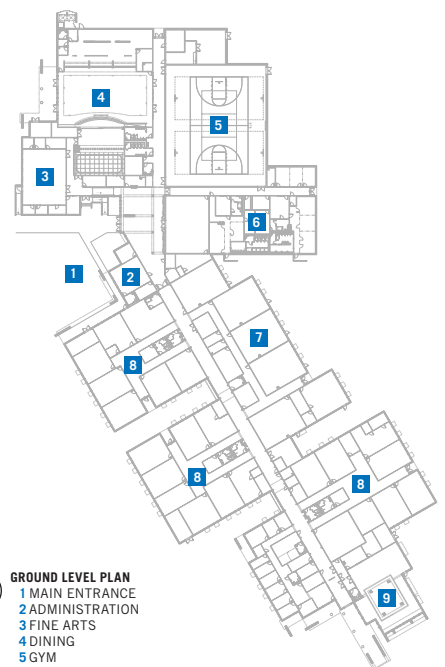 4
5
3
6
1
2
7
8
8
8
9
GROUND LEVEL PLAN
1 MAIN ENTRANCE
2 ADMINISTRATION
3 FINE ARTS
4 DINING
5 GYM